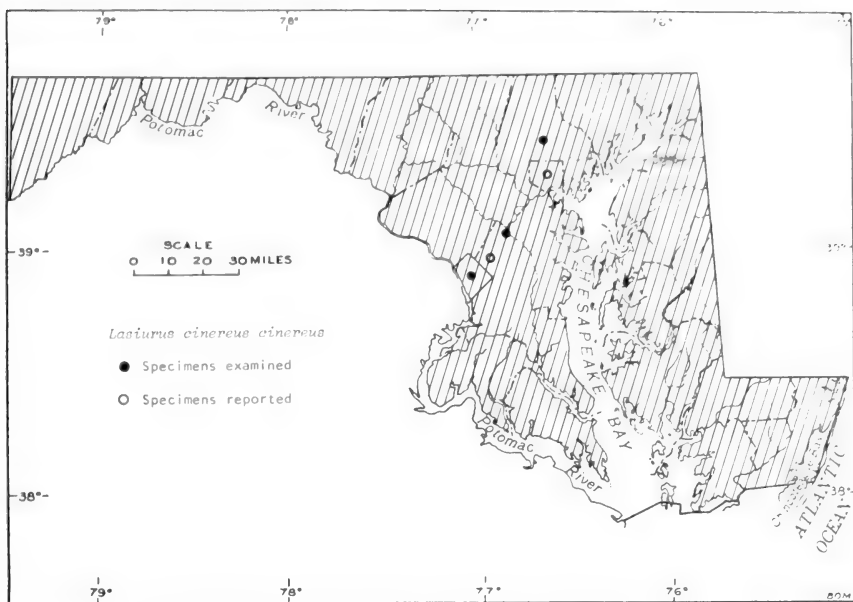 79° 78° 77° 76°
Potomac
River
39°
SCALE
0 10 20 30 MILES
CHESAPEAKE BAY
Lasiurus cinereus cinereus
● Specimens examined
○ Specimens reported
Potomac
River
38°
38°
ATLANTIC
OCEAN
79° 78° 77° 76°